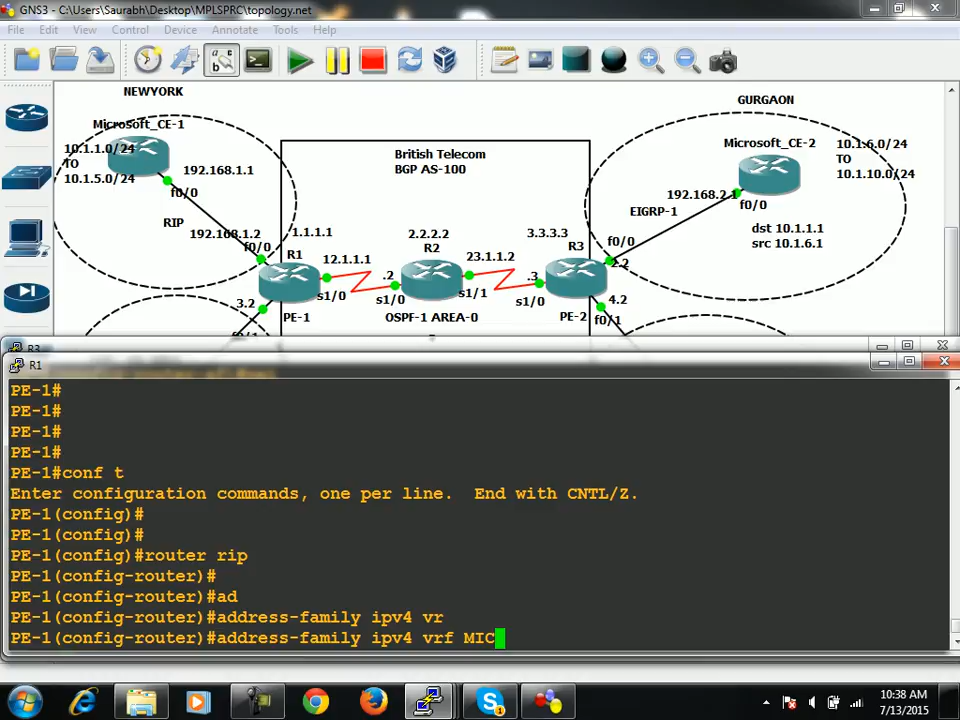 GNS3 - C:\Users\Saurabh\Desktop\MPLSPRC\topology.net
File Edit View Control Device Annotate Tools Help
NEWYORK
GURGAON
Microsoft_CE-1
10.1.1.0/24
TO
10.1.5.0/24
192.168.1.1
f0/0
RIP
192.168.1.2
f0/0
British Telecom
BGP AS-100
Microsoft_CE-2
10.1.6.0/24
TO
10.1.10.0/24
192.168.2.1
f0/0
EIGRP-1
dst 10.1.1.1
src 10.1.6.1
1.1.1.1
R1
12.1.1.1
s1/0
PE-1
3.2
2.2.2.2
R2
.2
s1/0
23.1.1.2
s1/1
OSPF-1 AREA-0
3.3.3.3
R3
.3
s1/0
f0/0
2.2
PE-2
4.2
f0/1
R3
R1
PE-1#
PE-1#
PE-1#
PE-1#
PE-1#conf t
Enter configuration commands, one per line.  End with CNTL/Z.
PE-1(config)#
PE-1(config)#
PE-1(config)#router rip
PE-1(config-router)#
PE-1(config-router)#ad
PE-1(config-router)#address-family ipv4 vr
PE-1(config-router)#address-family ipv4 vrf MIC
10:38 AM
7/13/2015